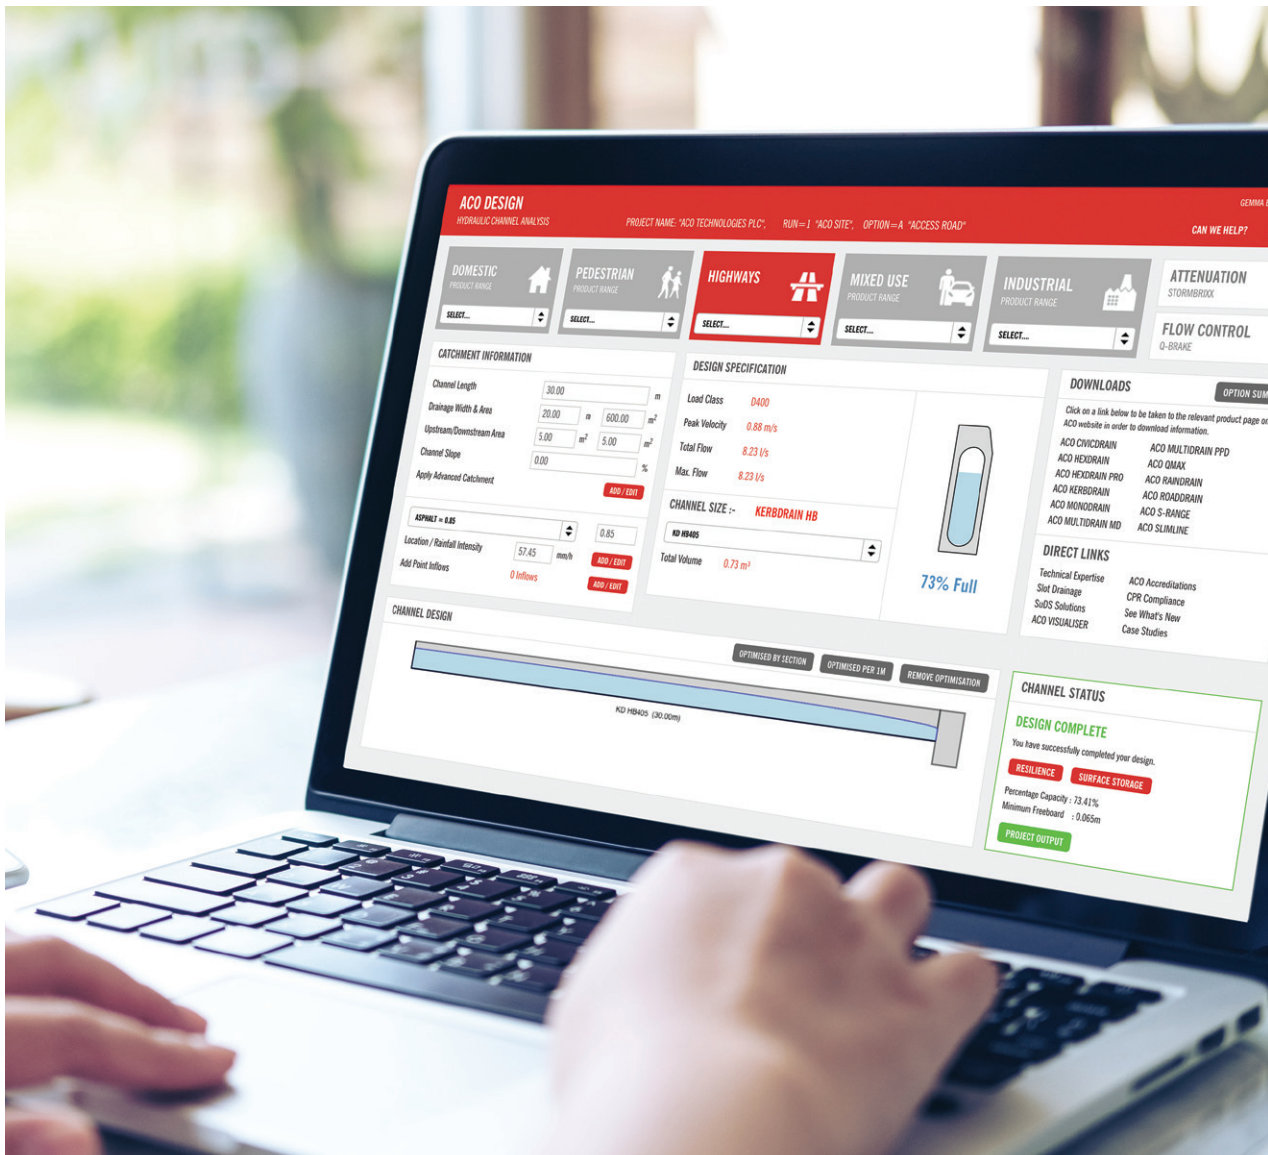 ACO DESIGN
HYDRAULIC CHANNEL ANALYSIS
PROJECT NAME: "ACO TECHNOLOGIES PLC", RUN=1 "ACO SITE", OPTION=A "ACCESS ROAD"
GEMMA
CAN WE HELP?
DOMESTIC
PRODUCT RANGE
SELECT...
PEDESTRIAN
PRODUCT RANGE
SELECT...
HIGHWAYS
SELECT...
MIXED USE
PRODUCT RANGE
SELECT...
INDUSTRIAL
PRODUCT RANGE
SELECT....
ATTENUATION
STORMBRIXX
FLOW CONTROL
Q-BRAKE
CATCHMENT INFORMATION
Channel Length 30.00 m
Drainage Width & Area 20.00 m 600.00 m²
Upstream/Downstream Area 5.00 m² 5.00 m²
Channel Slope 0.00 %
Apply Advanced Catchment ADD / EDIT
ASPHALT = 0.85 0.85
Location / Rainfall Intensity 57.45 mm/h ADD / EDIT
Add Point Inflows 0 Inflows ADD / EDIT
DESIGN SPECIFICATION
Load Class D400
Peak Velocity 0.88 m/s
Total Flow 8.23 l/s
Max. Flow 8.23 l/s
CHANNEL SIZE :- KERBDRAIN HB
KD HB405
Total Volume 0.73 m³
73% Full
DOWNLOADS
OPTION SUM
Click on a link below to be taken to the relevant product page on
ACO website in order to download information.
ACO CIVICDRAIN
ACO HEXDRAIN
ACO HEXDRAIN PRO
ACO KERBDRAIN
ACO MONODRAIN
ACO MULTIDRAIN MD
ACO MULTIDRAIN PPD
ACO QMAX
ACO RAINDRAIN
ACO ROADDRAIN
ACO S-RANGE
ACO SLIMLINE
DIRECT LINKS
Technical Expertise
Slot Drainage
SuDS Solutions
ACO VISUALISER
ACO Accreditations
CPR Compliance
See What's New
Case Studies
CHANNEL DESIGN
OPTIMISED BY SECTION
OPTIMISED PER 1M
REMOVE OPTIMISATION
KD HB405 (30.00m)
CHANNEL STATUS
DESIGN COMPLETE
You have successfully completed your design.
RESILIENCE
SURFACE STORAGE
Percentage Capacity : 73.41%
Minimum Freeboard : 0.065m
PROJECT OUTPUT